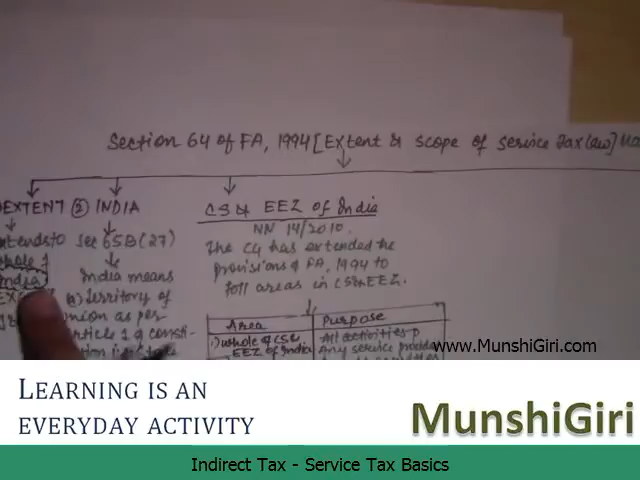 Section 64 of FA, 1994 [Extent & scope of service Tax (law)
EXTENT ② INDIA
CS & EEZ of India
NN 14/2010.
extends to
whole of
India
Sec 65B(27)
India means
(a) Territory of
union as per
article 1 of consti-
The CG has extended the
provisions of FA, 1994 to
foll areas in CS & EEZ.
Area Purpose
1) whole of CS &
EEZ of India
All activities
Any service
www.MunshiGiri.com
LEARNING IS AN
EVERYDAY ACTIVITY
MunshiGiri
Indirect Tax - Service Tax Basics